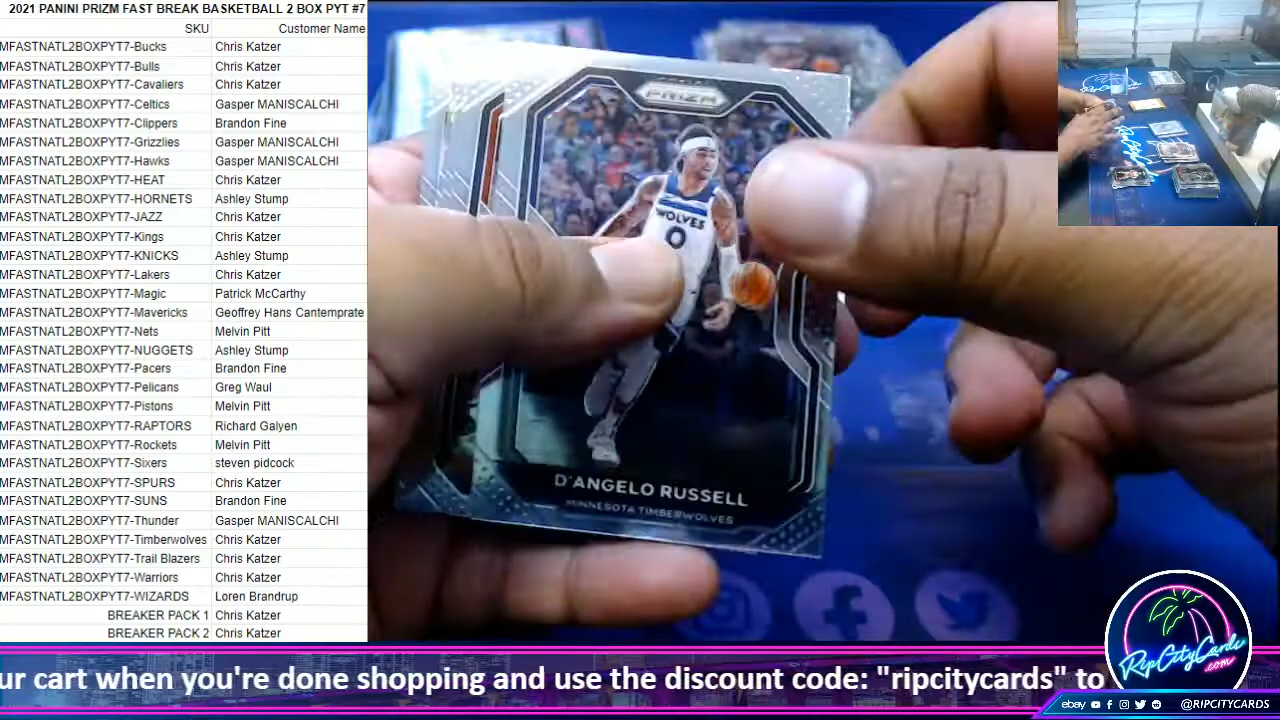 2021 PANINI PRIZM FAST BREAK BASKETBALL 2 BOX PYT #7
SKU Customer Name
MFASTNATL2BOXPYT7-Bucks Chris Katzer
MFASTNATL2BOXPYT7-Bulls Chris Katzer
MFASTNATL2BOXPYT7-Cavaliers Chris Katzer
MFASTNATL2BOXPYT7-Celtics Gasper MANISCALCHI
MFASTNATL2BOXPYT7-Clippers Brandon Fine
MFASTNATL2BOXPYT7-Grizzlies Gasper MANISCALCHI
MFASTNATL2BOXPYT7-Hawks Gasper MANISCALCHI
MFASTNATL2BOXPYT7-HEAT Chris Katzer
MFASTNATL2BOXPYT7-HORNETS Ashley Stump
MFASTNATL2BOXPYT7-JAZZ Chris Katzer
MFASTNATL2BOXPYT7-Kings Chris Katzer
MFASTNATL2BOXPYT7-KNICKS Ashley Stump
MFASTNATL2BOXPYT7-Lakers Chris Katzer
MFASTNATL2BOXPYT7-Magic Patrick McCarthy
MFASTNATL2BOXPYT7-Mavericks Geoffrey Hans Cantemprate
MFASTNATL2BOXPYT7-Nets Melvin Pitt
MFASTNATL2BOXPYT7-NUGGETS Ashley Stump
MFASTNATL2BOXPYT7-Pacers Brandon Fine
MFASTNATL2BOXPYT7-Pelicans Greg Waul
MFASTNATL2BOXPYT7-Pistons Melvin Pitt
MFASTNATL2BOXPYT7-RAPTORS Richard Galyen
MFASTNATL2BOXPYT7-Rockets Melvin Pitt
MFASTNATL2BOXPYT7-Sixers steven pidcock
MFASTNATL2BOXPYT7-SPURS Chris Katzer
MFASTNATL2BOXPYT7-SUNS Brandon Fine
MFASTNATL2BOXPYT7-Thunder Gasper MANISCALCHI
MFASTNATL2BOXPYT7-Timberwolves Chris Katzer
MFASTNATL2BOXPYT7-Trail Blazers Chris Katzer
MFASTNATL2BOXPYT7-Warriors Chris Katzer
MFASTNATL2BOXPYT7-WIZARDS Loren Brandrup
BREAKER PACK 1 Chris Katzer
BREAKER PACK 2 Chris Katzer
PRIZM
WOLVES
0
D'ANGELO RUSSELL
MINNESOTA TIMBERWOLVES
RipCityCards
.com
ur cart when you're done shopping and use the discount code: "ripcitycards" to
ebay @RIPCITYCARDS